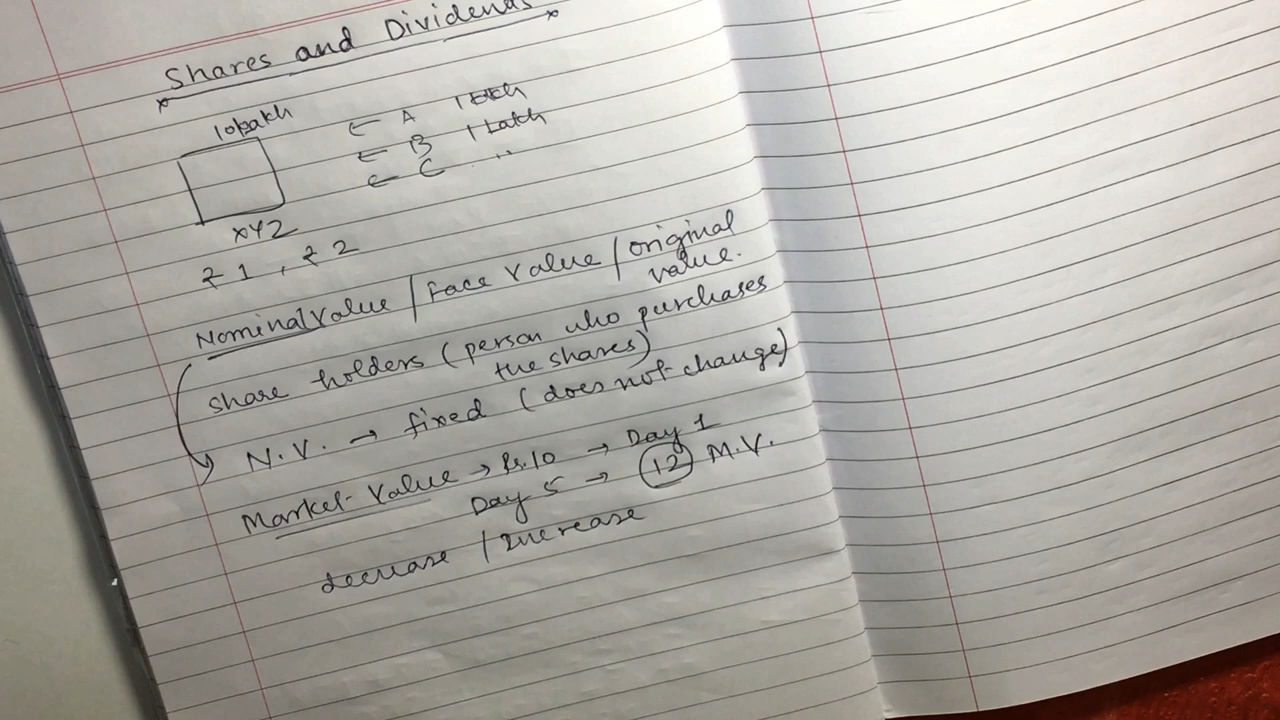 Shares and Dividends
10 Lakh
← A 1 Lakh
← B 1 Lakh
← C "
XYZ
₹ 1 , ₹ 2
Nominal Value / Face Value / original value.
share holders (person who purchases the shares)
N.V. → fixed (does not change)
Market Value → Rs.10 → Day 1
Day 5 → 12 M.V.
decrease / Increase